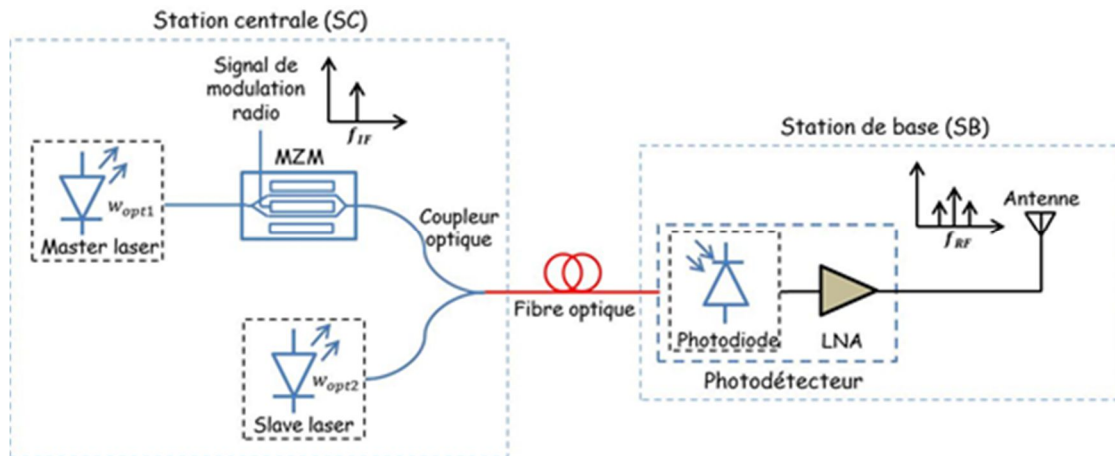 Station centrale (SC)
Signal de
modulation
radio
f_IF
MZM
w_opt1
Master laser
Coupleur
optique
w_opt2
Slave laser
Fibre optique
Station de base (SB)
Antenne
f_RF
Photodiode
LNA
Photodétecteur